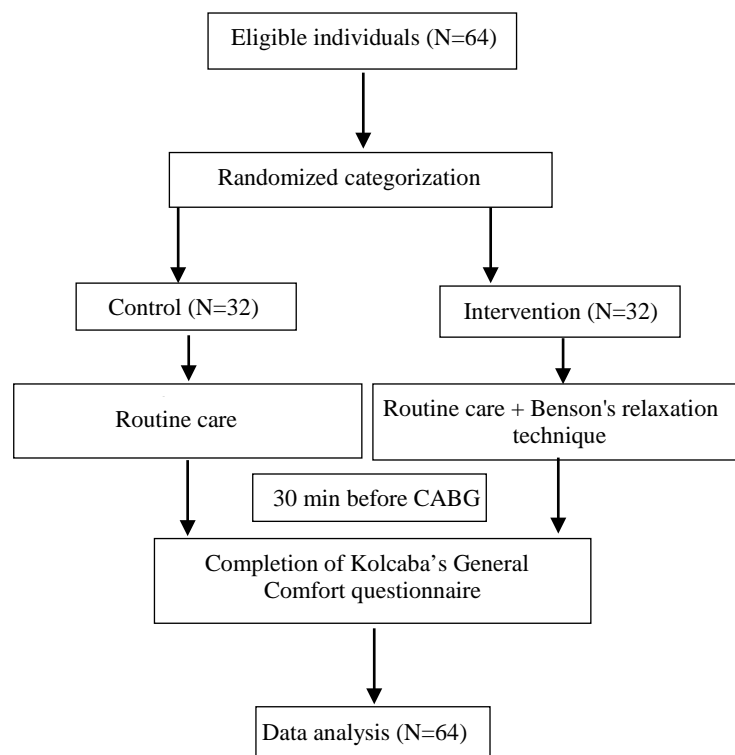 Eligible individuals (N=64)
Randomized categorization
Control (N=32)
Intervention (N=32)
Routine care
Routine care + Benson's relaxation
technique
30 min before CABG
Completion of Kolcaba’s General
Comfort questionnaire
Data analysis (N=64)